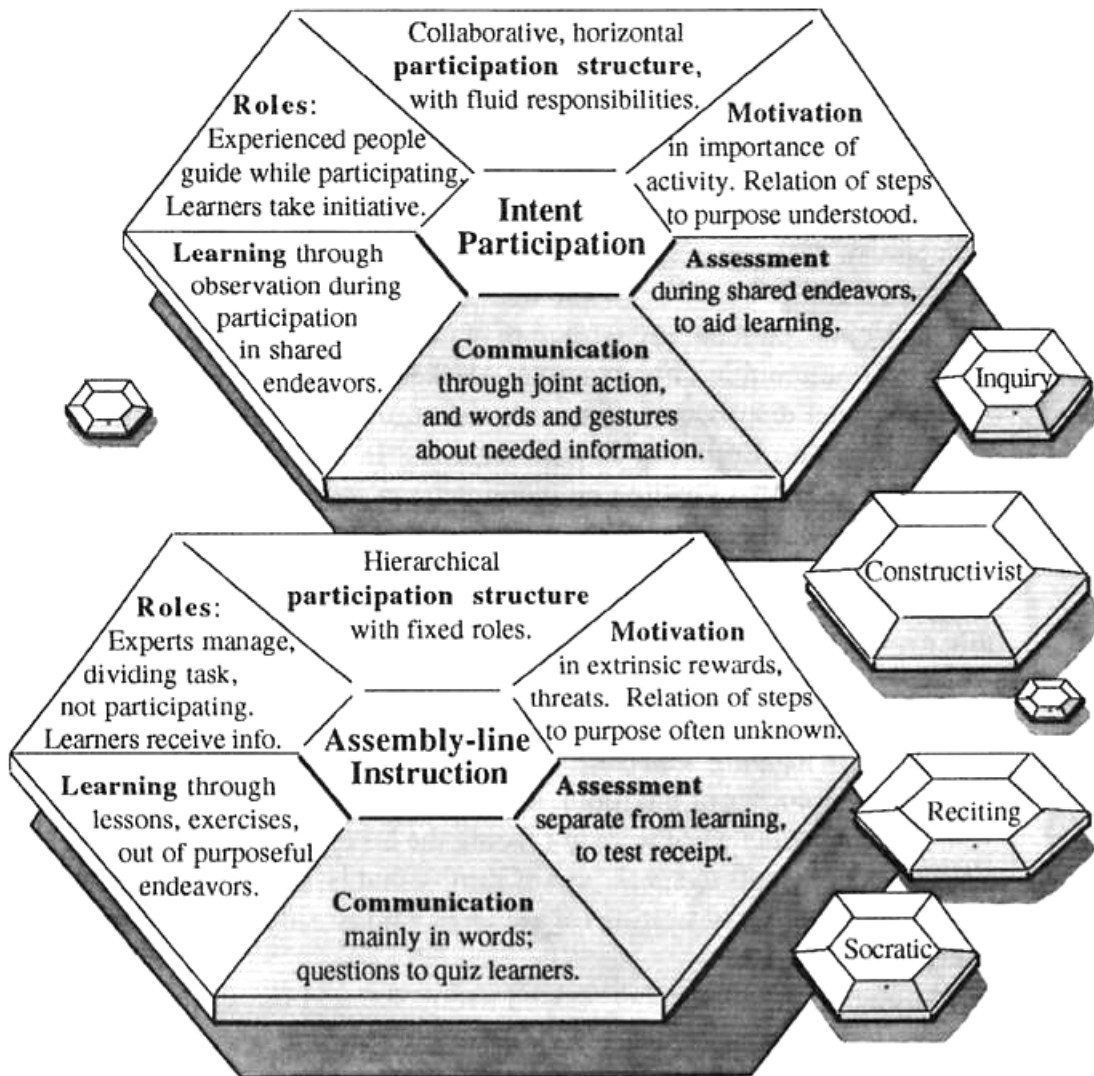 Collaborative, horizontal
participation structure,
with fluid responsibilities.
Roles:
Experienced people
guide while participating.
Learners take initiative.
Motivation
in importance of
activity. Relation of steps
to purpose understood.
Intent
Participation
Learning through
observation during
participation
in shared
endeavors.
Assessment
during shared endeavors,
to aid learning.
Communication
through joint action,
and words and gestures
about needed information.
Inquiry
Constructivist
Hierarchical
participation structure
with fixed roles.
Roles:
Experts manage,
dividing task,
not participating.
Learners receive info.
Motivation
in extrinsic rewards,
threats. Relation of steps
to purpose often unknown.
Assembly-line
Instruction
Learning through
lessons, exercises,
out of purposeful
endeavors.
Assessment
separate from learning,
to test receipt.
Communication
mainly in words;
questions to quiz learners.
Reciting
Socratic